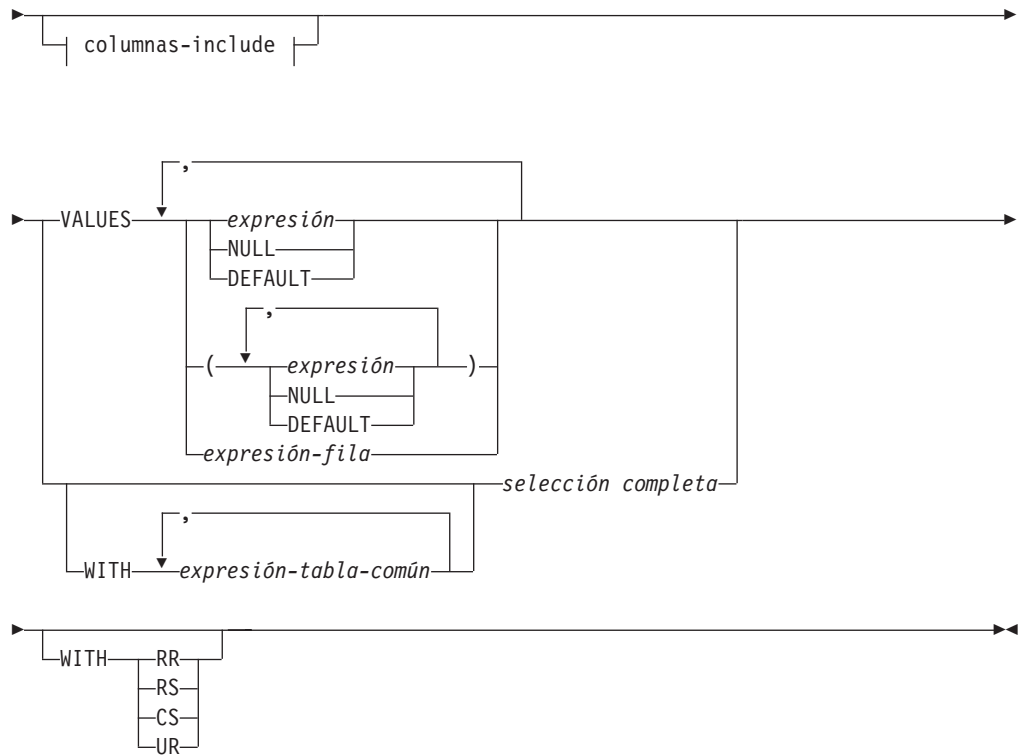 columnas-include
,
VALUES expresión
NULL
DEFAULT
,
( expresión )
NULL
DEFAULT
expresión-fila
selección completa
,
WITH expresión-tabla-común
WITH RR
RS
CS
UR